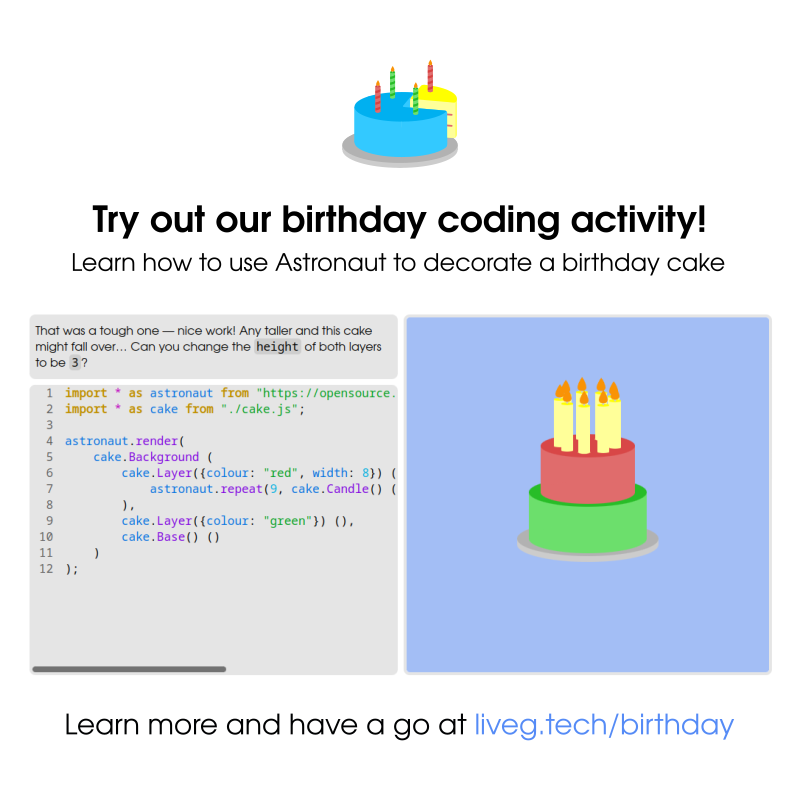 Try out our birthday coding activity!
Learn how to use Astronaut to decorate a birthday cake
That was a tough one — nice work! Any taller and this cake
might fall over... Can you change the height of both layers
to be 3?
1 import * as astronaut from "https://opensource.
2 import * as cake from "./cake.js";
3
4 astronaut.render(
5     cake.Background (
6         cake.Layer({colour: "red", width: 8}) (
7             astronaut.repeat(9, cake.Candle() (
8         ),
9         cake.Layer({colour: "green"}) (),
10         cake.Base() ()
11     )
12 );
Learn more and have a go at liveg.tech/birthday